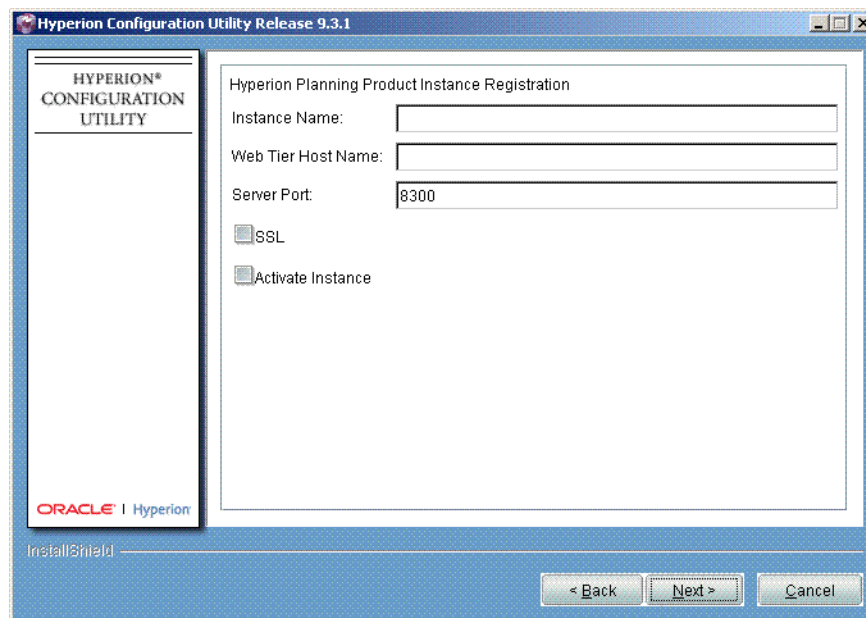 Hyperion Configuration Utility Release 9.3.1
HYPERION®
CONFIGURATION
UTILITY
Hyperion Planning Product Instance Registration
Instance Name:
Web Tier Host Name:
Server Port:
8300
SSL
Activate Instance
ORACLE® | Hyperion
InstallShield
< Back
Next >
Cancel